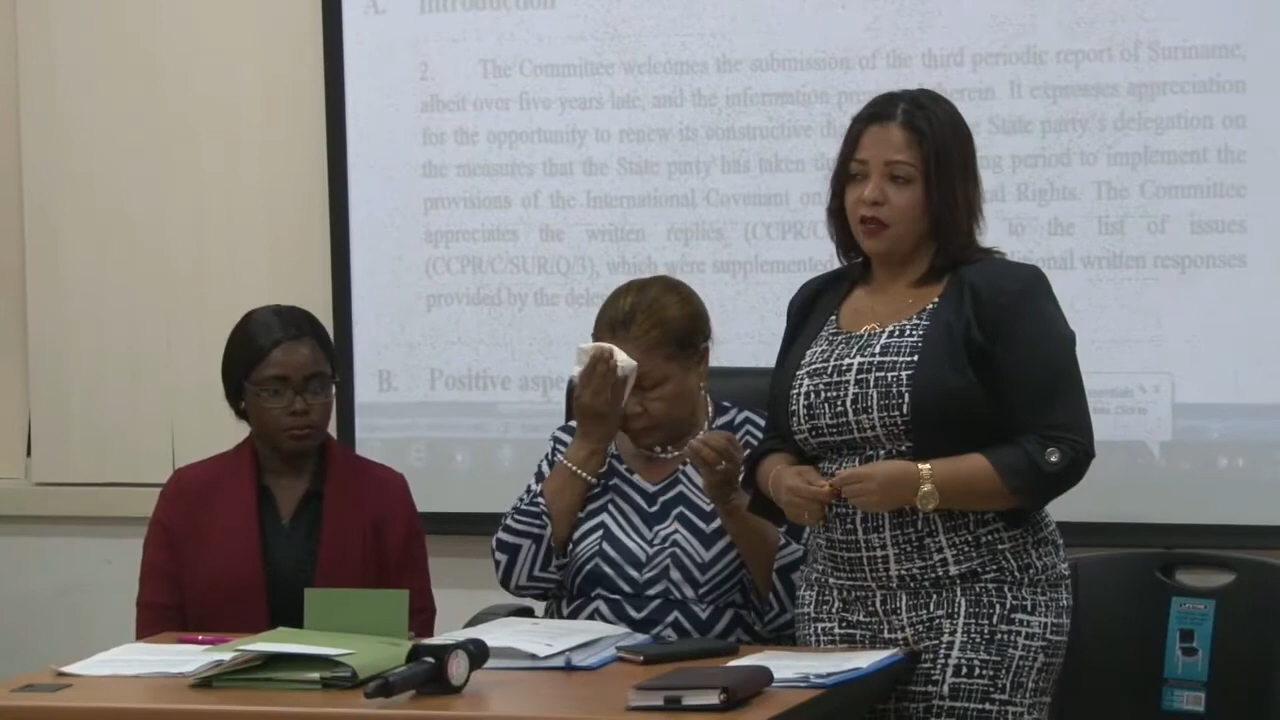 A. Introduction
2. The Committee welcomes the submission of the third periodic report of Suriname,
albeit over five years late, and the information herein. It expresses appreciation
for the opportunity to renew its constructive State party's delegation on
the measures that the State party has taken period to implement the
provisions of the International Covenant on Rights. The Committee
appreciates the written replies (CCPR/C to the list of issues
(CCPR/C/SUR/Q/3), which were supplemented written responses
provided by the
B. Positive
LIFETIME